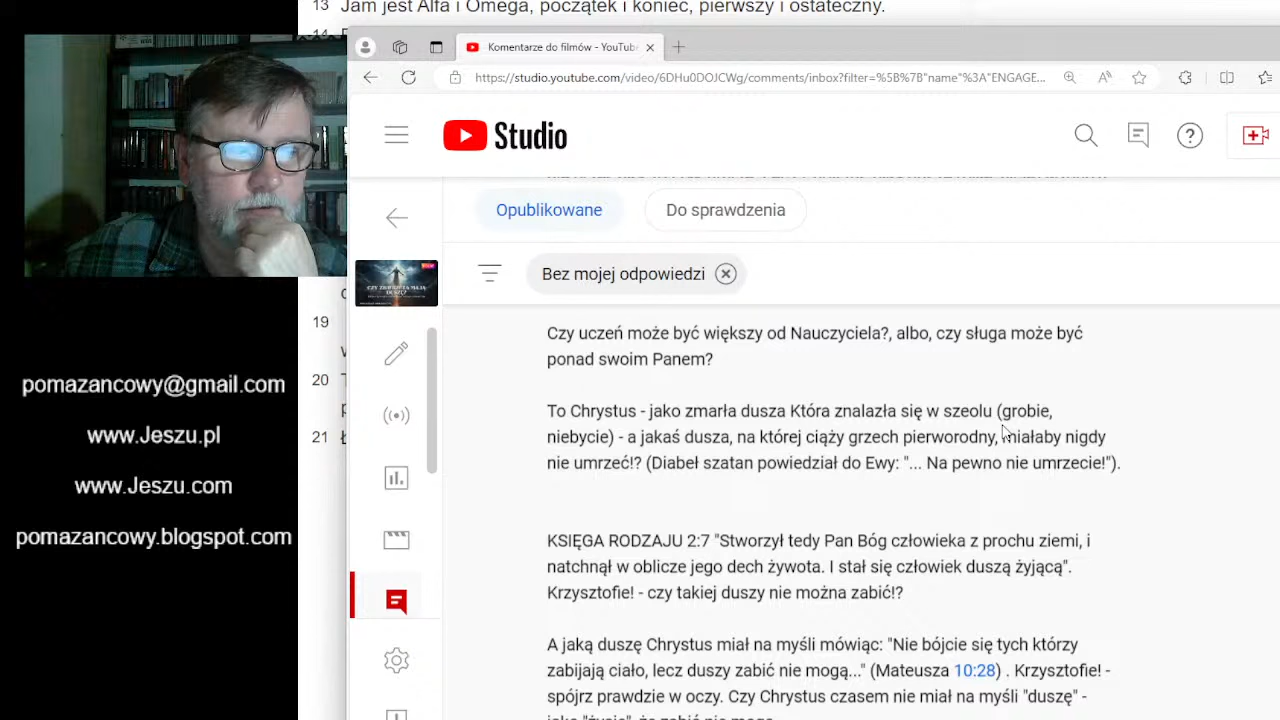 13 Jam jest Alfa i Omega, początek i koniec, pierwszy i ostateczny.
14
Komentarze do filmów - YouTube
https://studio.youtube.com/video/6DHu0DOJCWg/comments/inbox?filter=%5B%7B"name"%3A"ENGAGE...
Studio
Opublikowane
Do sprawdzenia
Bez mojej odpowiedzi
CZY ZWIERZĘTA MAJĄ
DUSZĘ?
Czy uczeń może być większy od Nauczyciela?, albo, czy sługa może być
ponad swoim Panem?
To Chrystus - jako zmarła dusza Która znalazła się w szeolu (grobie,
niebycie) - a jakaś dusza, na której ciąży grzech pierworodny, miałaby nigdy
nie umrzeć!? (Diabeł szatan powiedział do Ewy: "... Na pewno nie umrzecie!").
KSIĘGA RODZAJU 2:7 "Stworzył tedy Pan Bóg człowieka z prochu ziemi, i
natchnął w oblicze jego dech żywota. I stał się człowiek duszą żyjącą".
Krzysztofie! - czy takiej duszy nie można zabić!?
A jaką duszę Chrystus miał na myśli mówiąc: "Nie bójcie się tych którzy
zabijają ciało, lecz duszy zabić nie mogą..." (Mateusza 10:28) . Krzysztofie! -
spójrz prawdzie w oczy. Czy Chrystus czasem nie miał na myśli "duszę" -
19
20
21
pomazancowy@gmail.com
www.Jeszu.pl
www.Jeszu.com
pomazancowy.blogspot.com